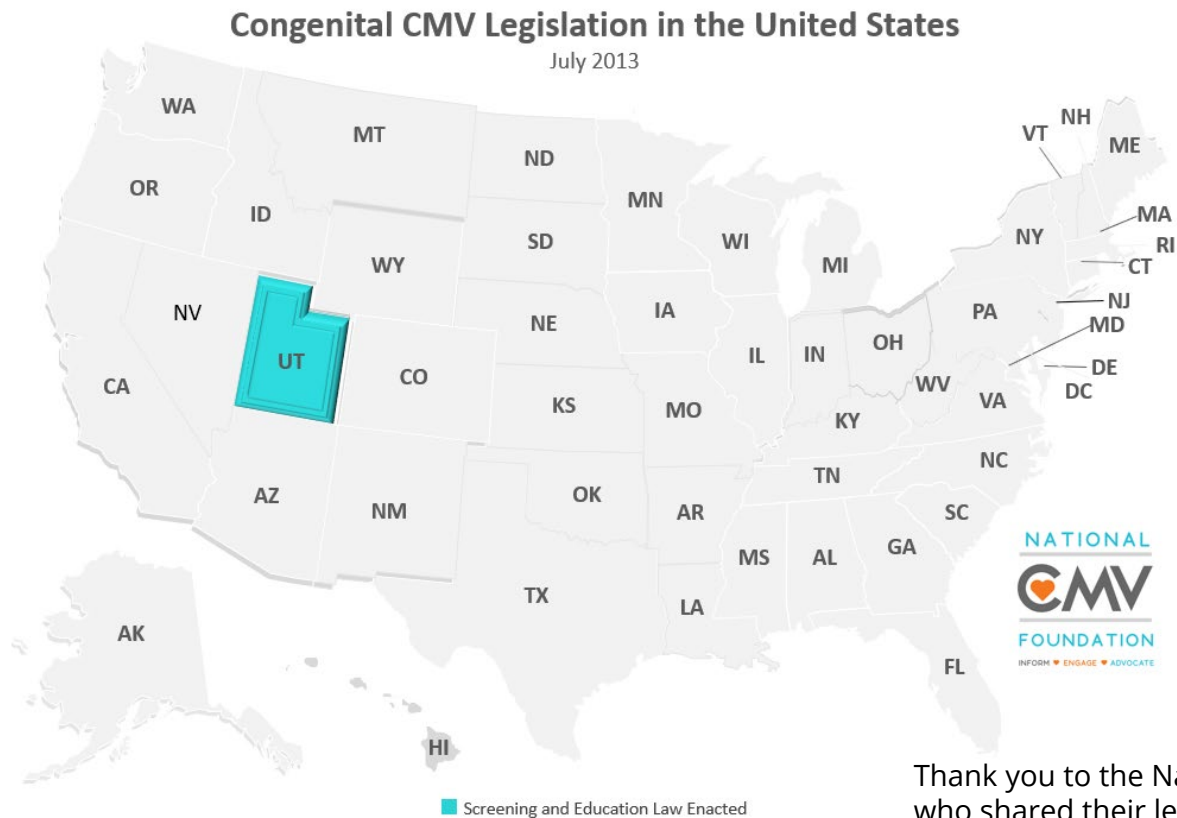 Congenital CMV Legislation in the United States
July 2013
WA
MT
ND
MN
OR
ID
SD
WI
MI
WY
NH
VT
ME
NY
MA
RI
CT
NV
UT
CO
NE
IA
IL
IN
OH
PA
NJ
MD
DE
DC
WV
VA
CA
KS
MO
KY
AZ
NM
OK
AR
TN
NC
SC
TX
LA
MS
AL
GA
FL
AK
HI
NATIONAL
CMV
FOUNDATION
INFORM ENGAGE ADVOCATE
Screening and Education Law Enacted
Thank you to the Na
who shared their le